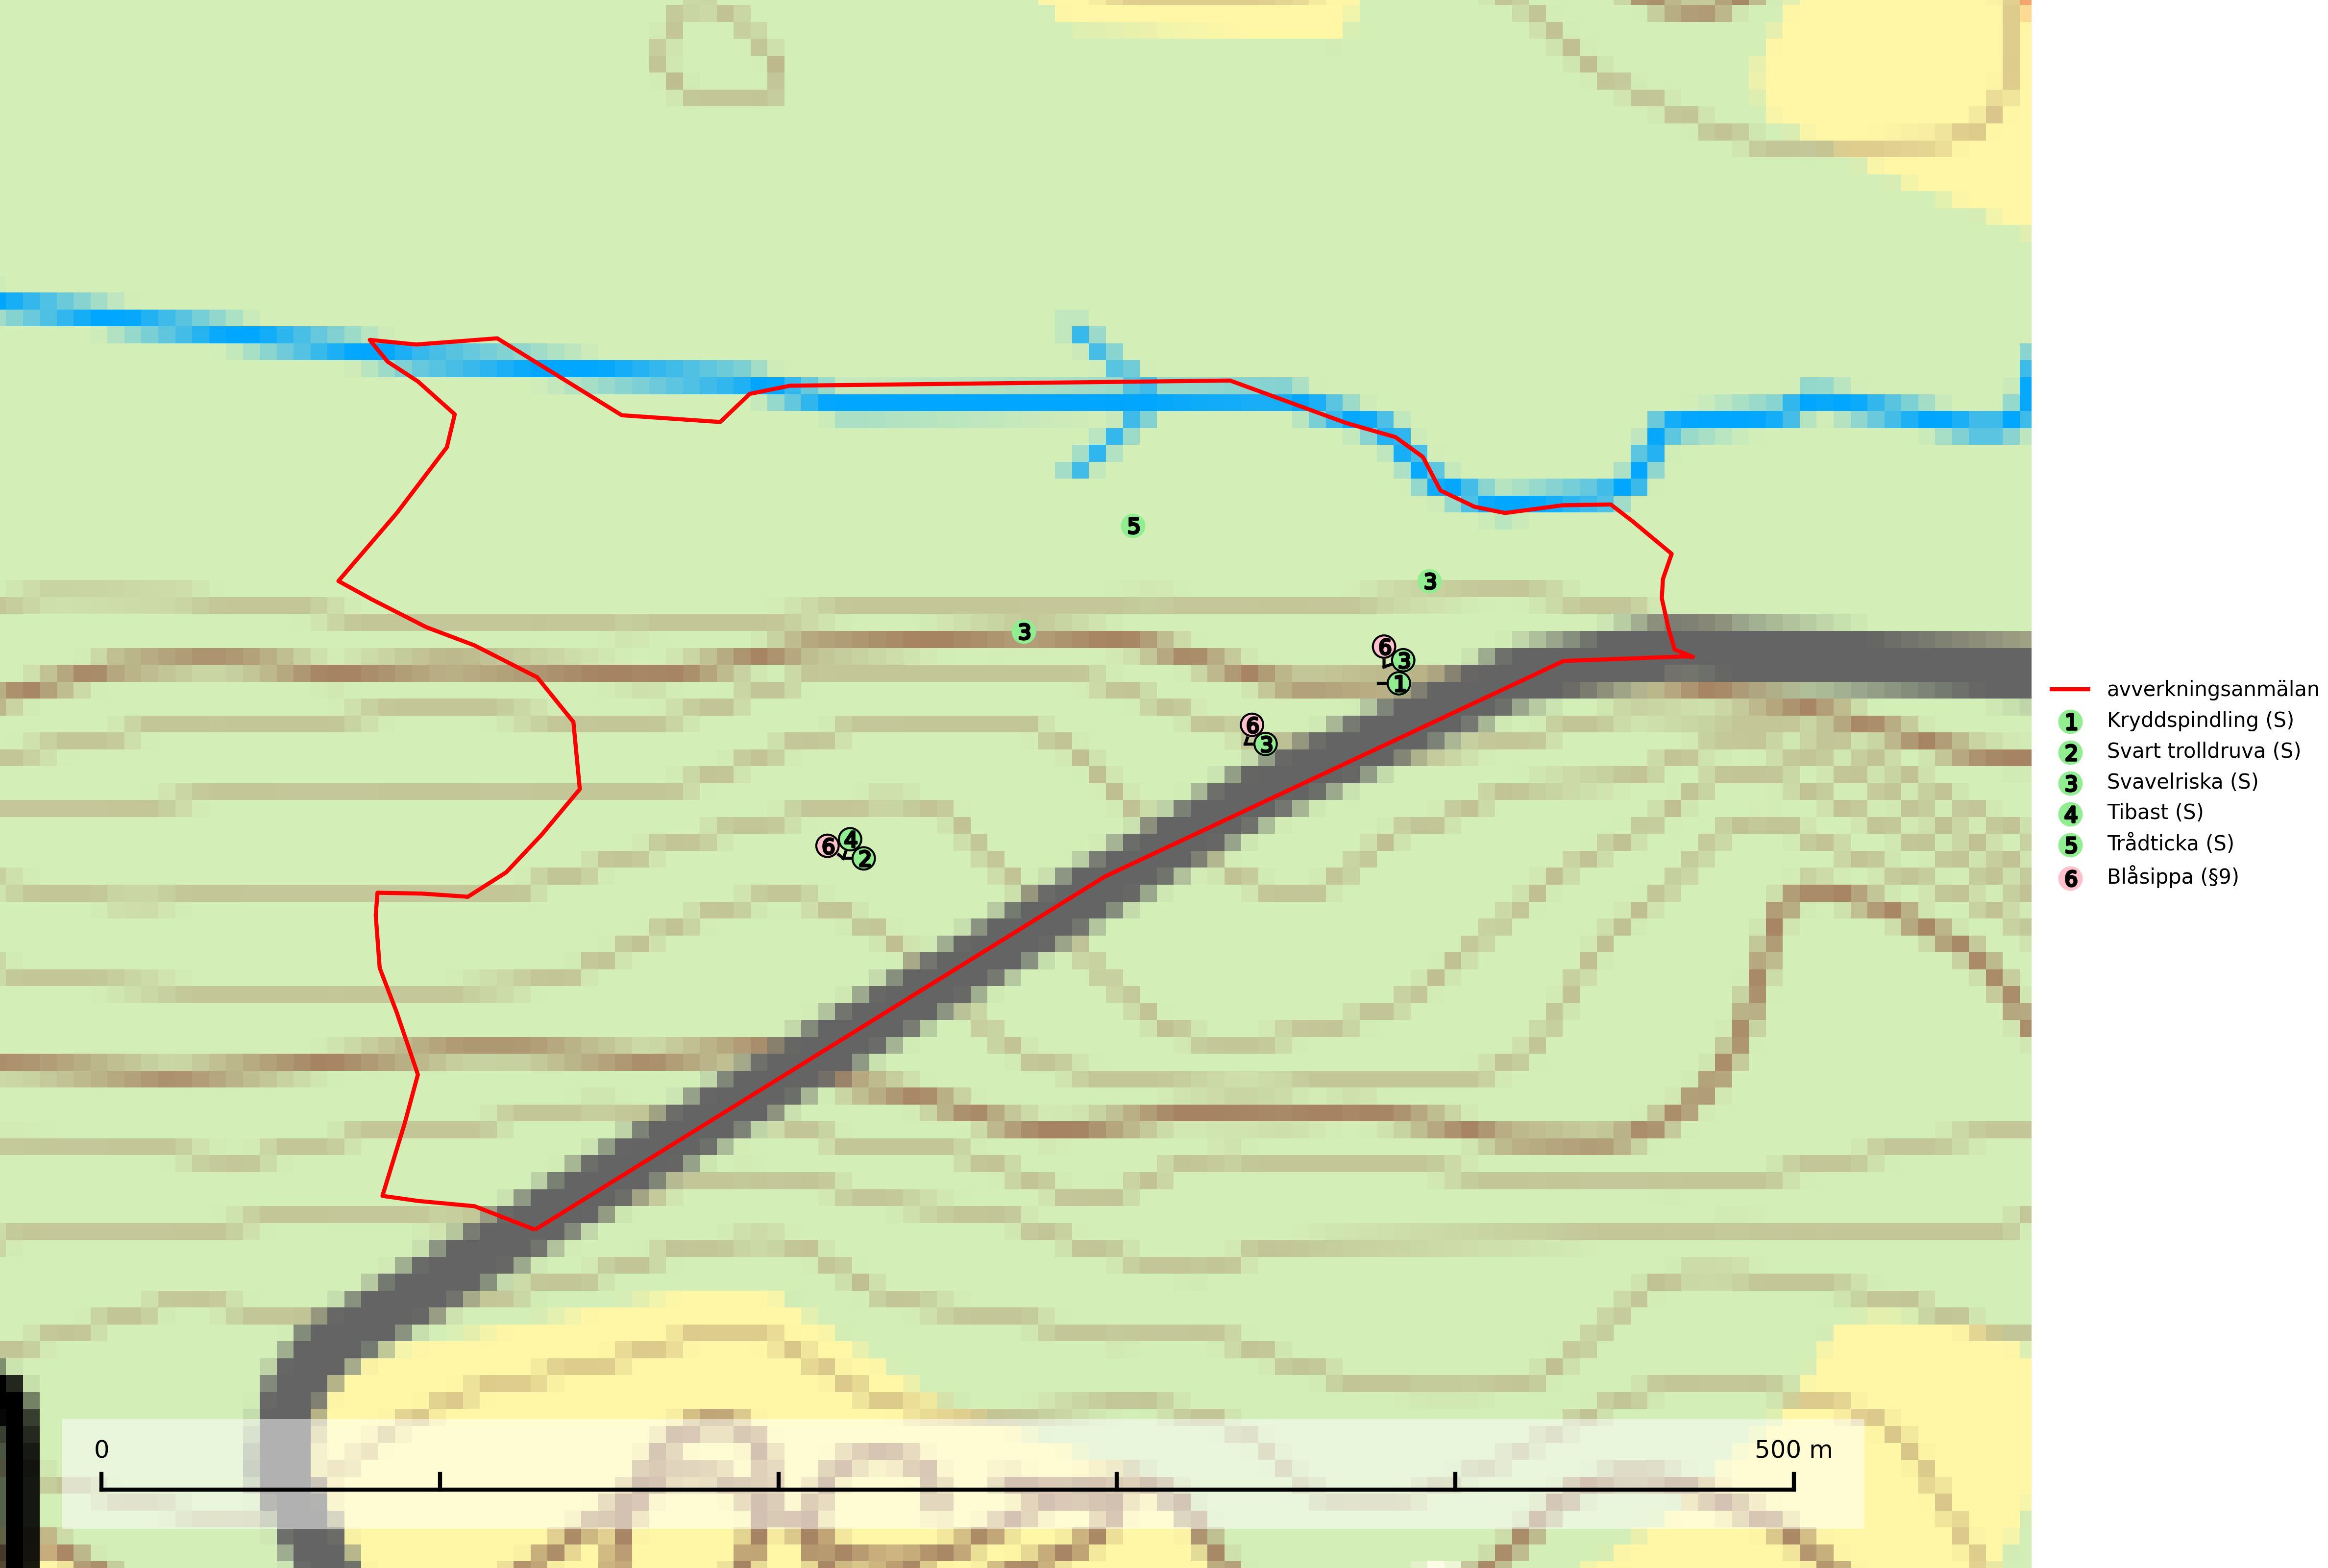 5
3
3
6
3
1
6
3
4
6
2
avverkningsanmälan
1 Kryddspindling (S)
2 Svart trolldruva (S)
3 Svavelriska (S)
4 Tibast (S)
5 Trådticka (S)
6 Blåsippa (§9)
0 500 m